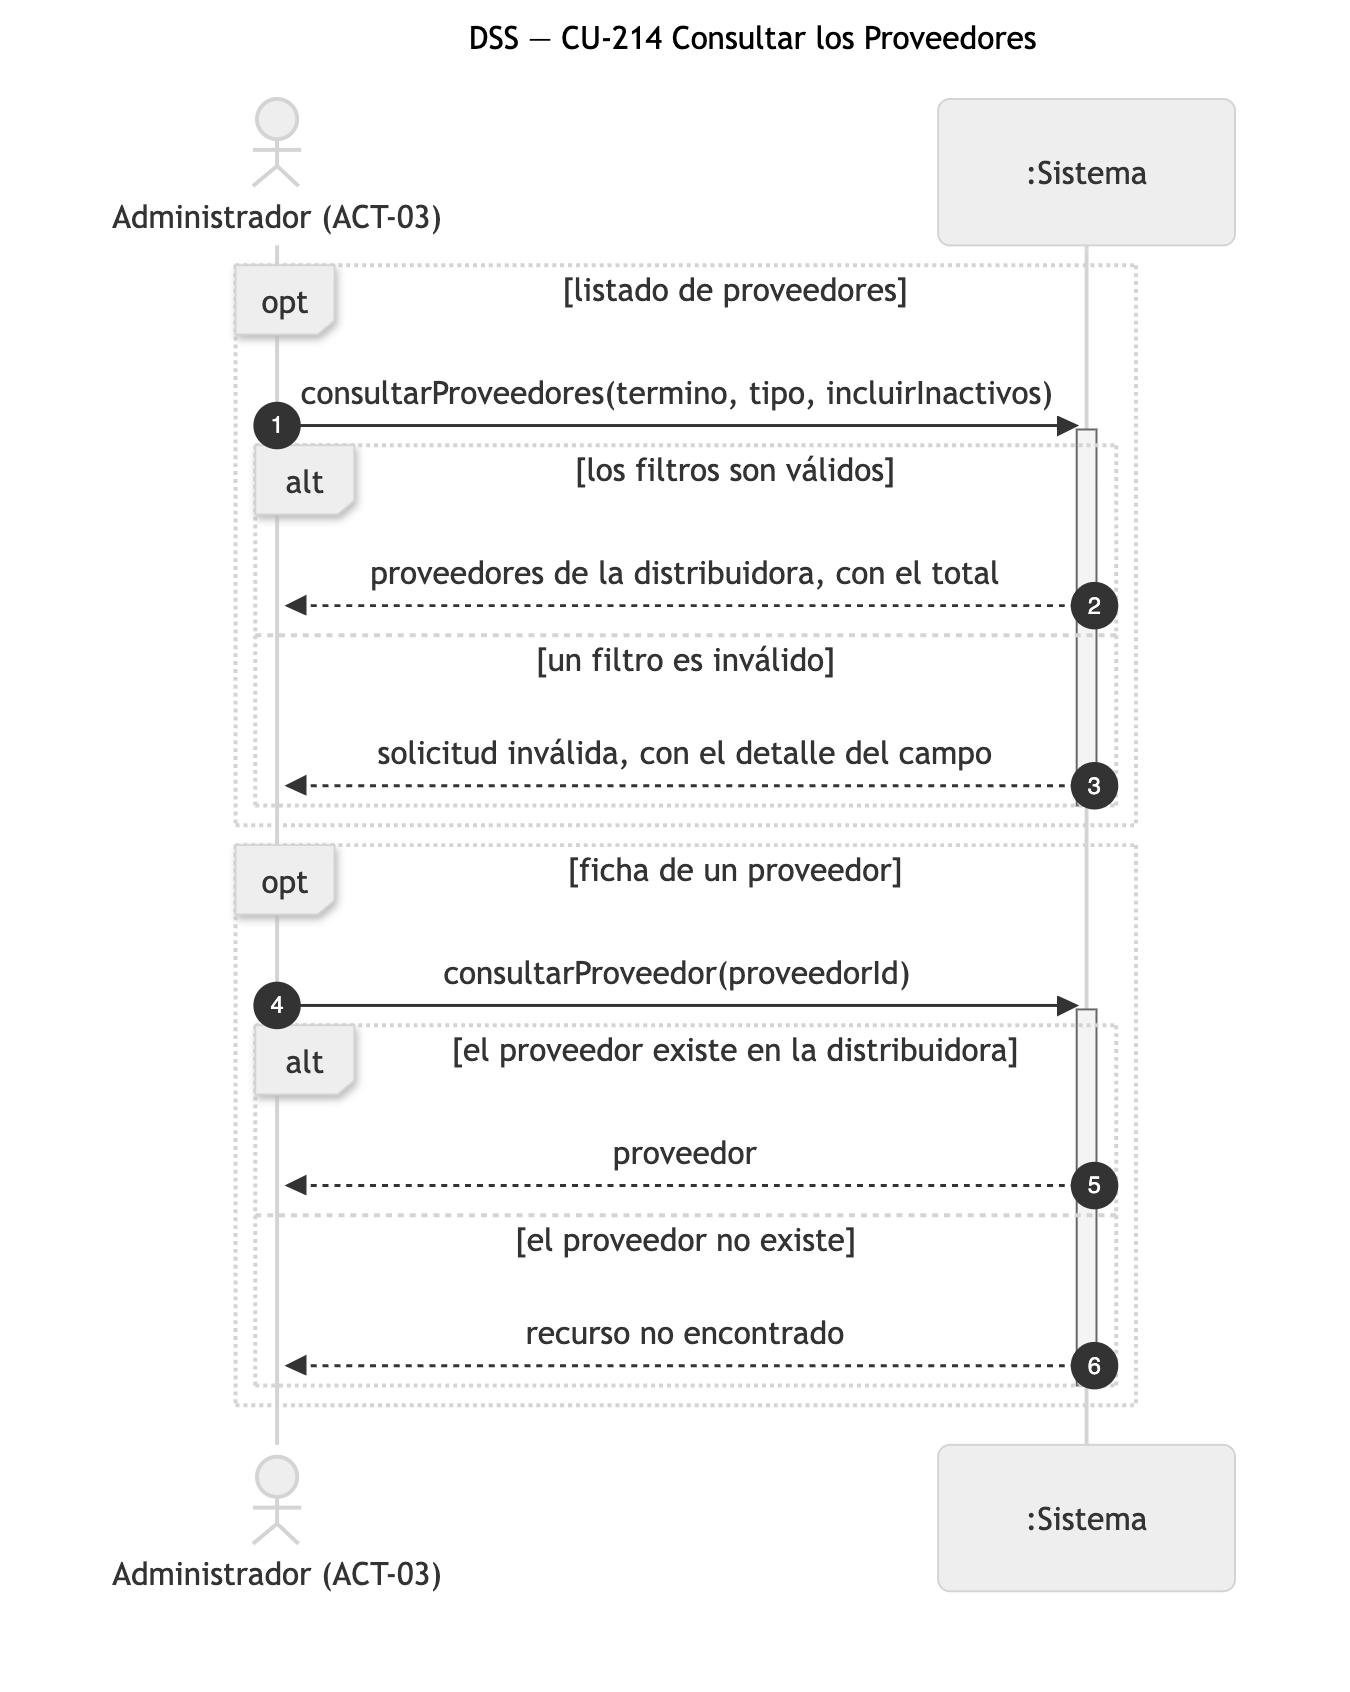 DSS — CU-214 Consultar los Proveedores
Administrador (ACT-03)
:Sistema
opt
[listado de proveedores]
consultarProveedores(termino, tipo, incluirInactivos)
1
alt
[los filtros son válidos]
proveedores de la distribuidora, con el total
2
[un filtro es inválido]
solicitud inválida, con el detalle del campo
3
opt
[ficha de un proveedor]
consultarProveedor(proveedorId)
4
alt
[el proveedor existe en la distribuidora]
proveedor
5
[el proveedor no existe]
recurso no encontrado
6
Administrador (ACT-03)
:Sistema